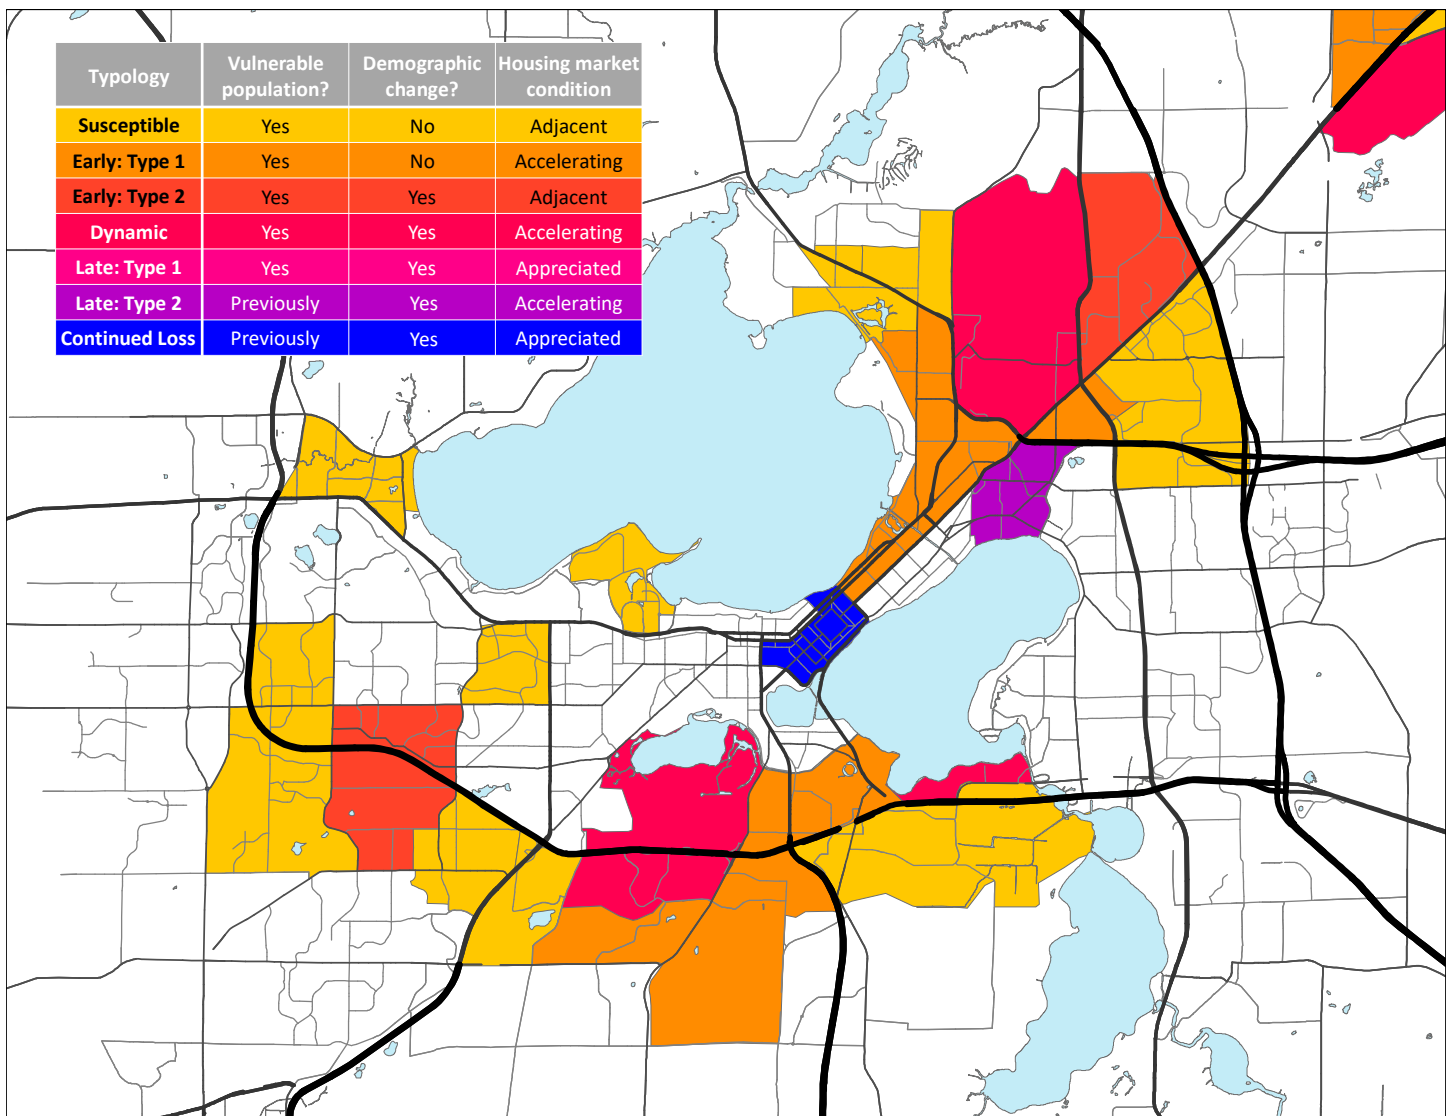 Typology Vulnerable population? Demographic change? Housing market condition
Susceptible Yes No Adjacent
Early: Type 1 Yes No Accelerating
Early: Type 2 Yes Yes Adjacent
Dynamic Yes Yes Accelerating
Late: Type 1 Yes Yes Appreciated
Late: Type 2 Previously Yes Accelerating
Continued Loss Previously Yes Appreciated